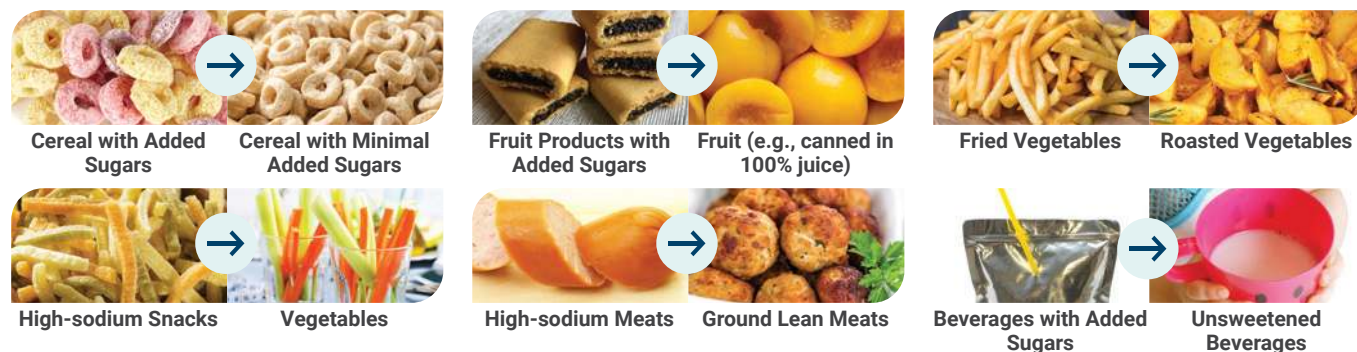 Cereal with Added
Sugars
Cereal with Minimal
Added Sugars
Fruit Products with
Added Sugars
Fruit (e.g., canned in
100% juice)
Fried Vegetables
Roasted Vegetables
High-sodium Snacks
Vegetables
High-sodium Meats
Ground Lean Meats
Beverages with Added
Sugars
Unsweetened
Beverages